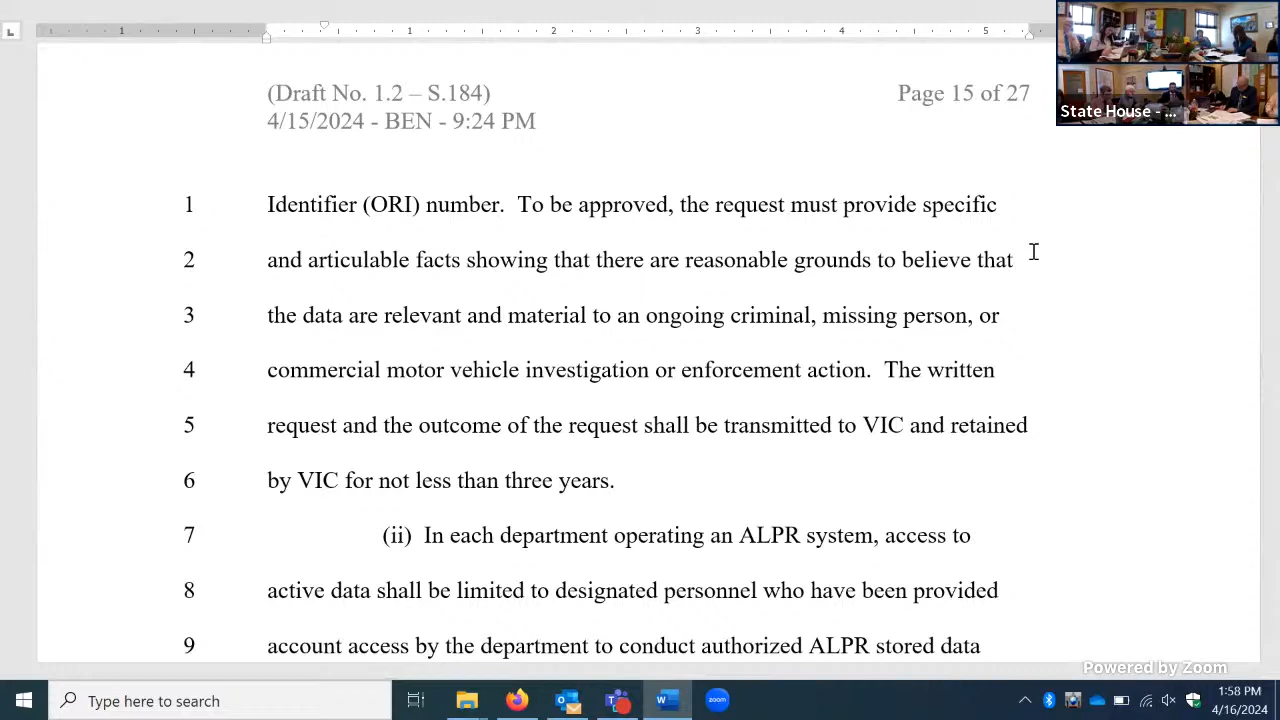 1 1 2 3 4 5
(Draft No. 1.2 – S.184) Page 15 of 27
4/15/2024 - BEN - 9:24 PM
State House - ...
1 Identifier (ORI) number.  To be approved, the request must provide specific
2 and articulable facts showing that there are reasonable grounds to believe that
3 the data are relevant and material to an ongoing criminal, missing person, or
4 commercial motor vehicle investigation or enforcement action.  The written
5 request and the outcome of the request shall be transmitted to VIC and retained
6 by VIC for not less than three years.
7 (ii)  In each department operating an ALPR system, access to
8 active data shall be limited to designated personnel who have been provided
9 account access by the department to conduct authorized ALPR stored data
Powered by Zoom
Type here to search
zoom
1:58 PM
4/16/2024